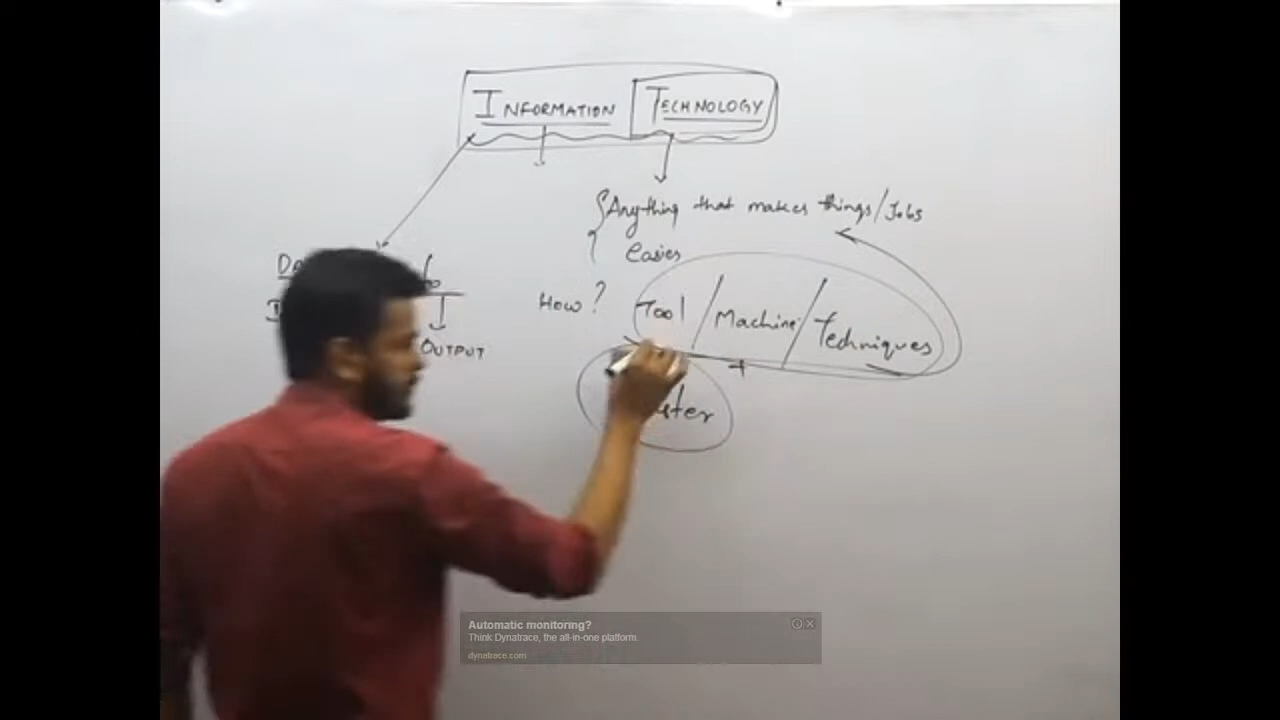 INFORMATION TECHNOLOGY
Anything that makes things/Jobs
Easies
How? Tool / Machine / Techniques
OUTPUT
+
Automatic monitoring?
Think Dynatrace, the all-in-one platform.
dynatrace.com